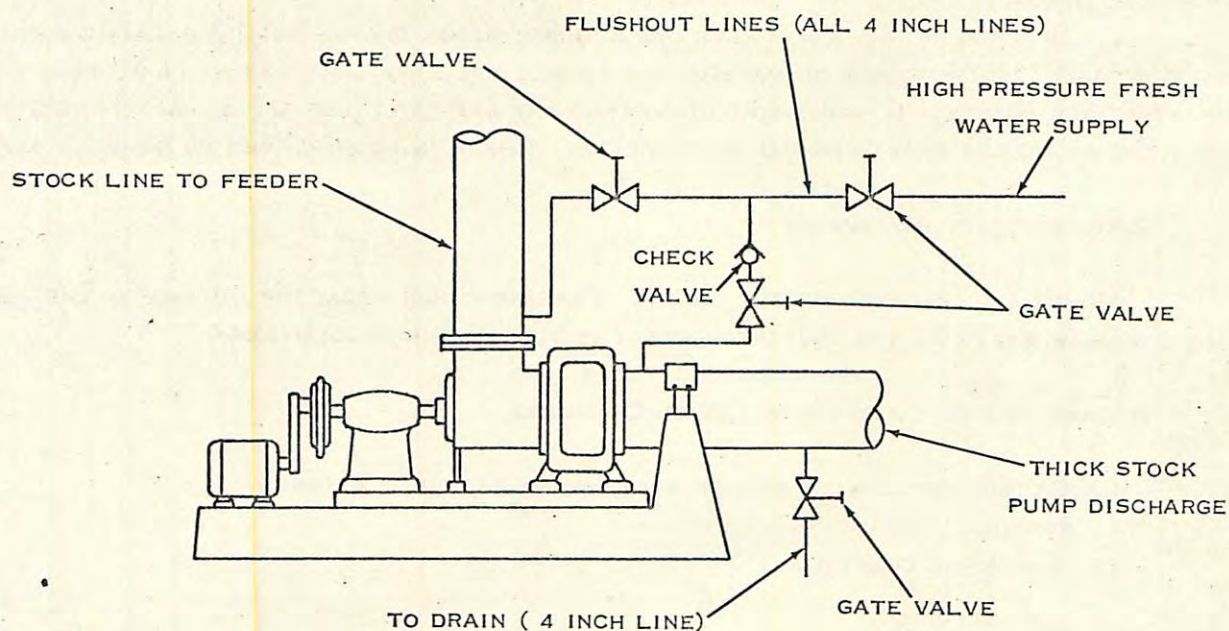 FLUSHOUT LINES (ALL 4 INCH LINES)
GATE VALVE
HIGH PRESSURE FRESH
WATER SUPPLY
STOCK LINE TO FEEDER
CHECK
VALVE
GATE VALVE
THICK STOCK
PUMP DISCHARGE
GATE VALVE
TO DRAIN ( 4 INCH LINE)